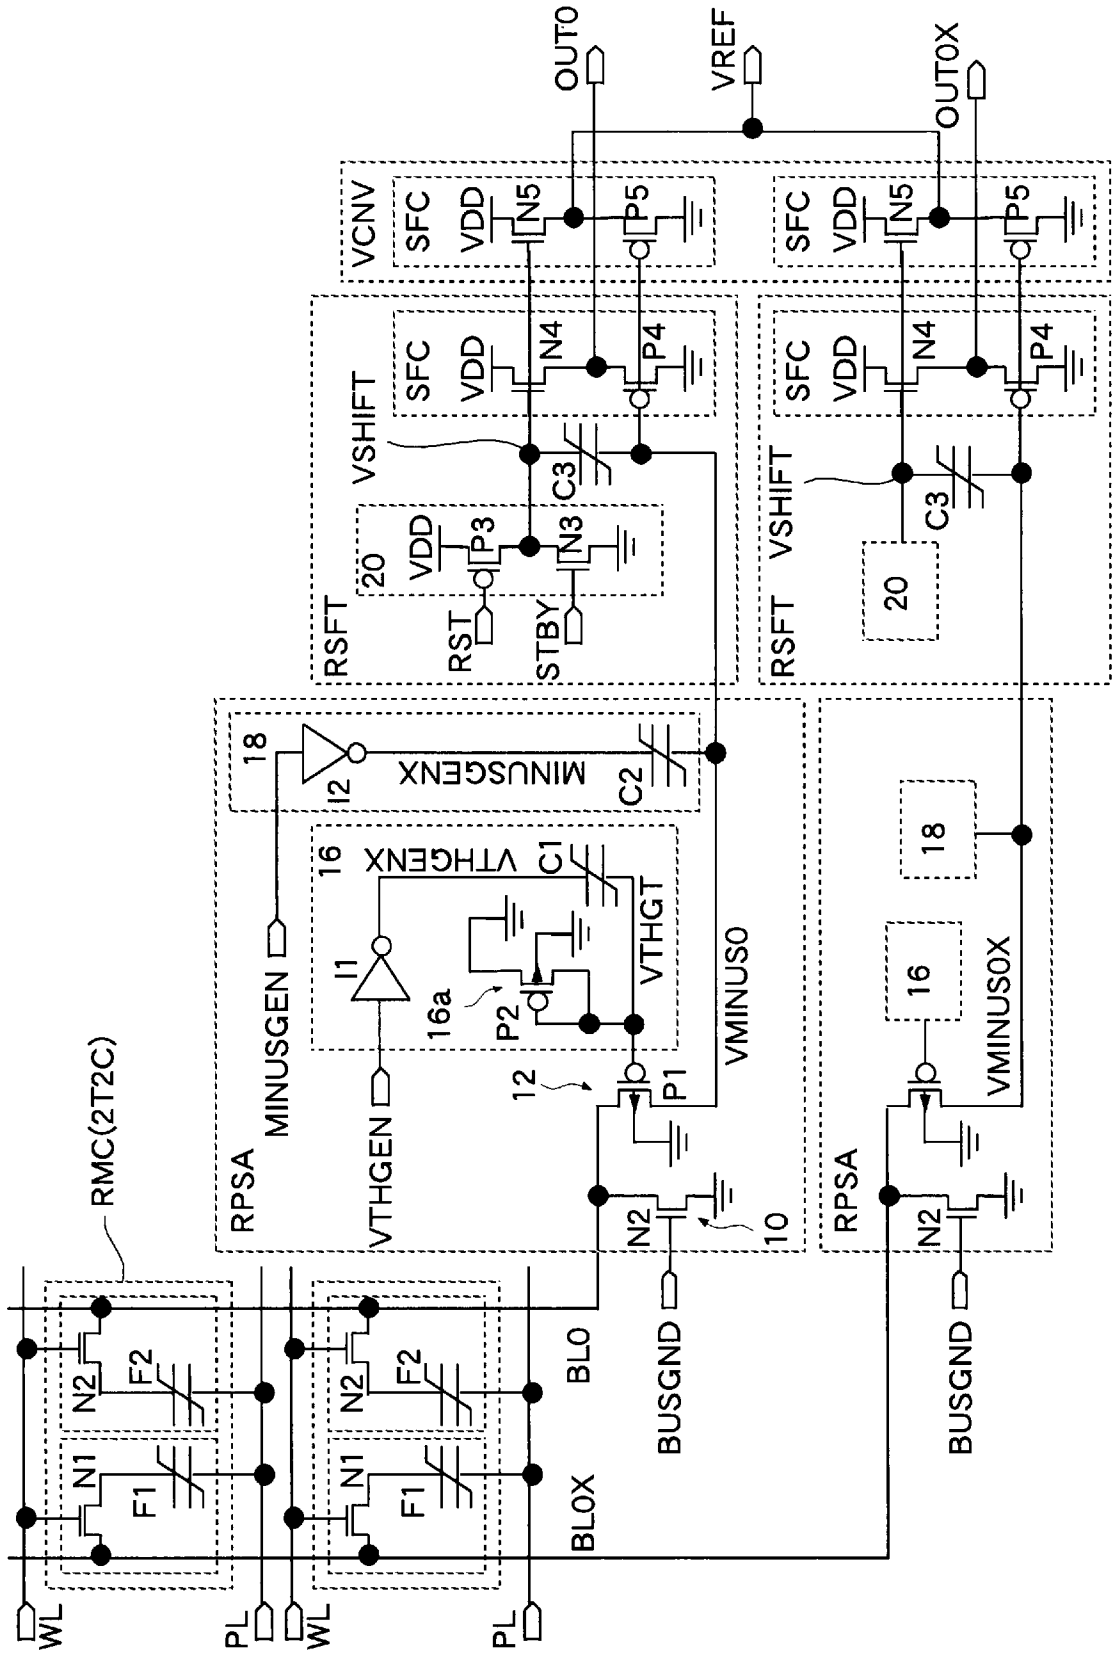 RMC(2T2C)
WL
N1
F1
N2
F2
PL
WL
N1
F1
N2
F2
PL
BL0X
BL0
RPSA
MINUSGEN
VTHGEN
I1
16
VTHGENX
C1
16a
P2
VTHGT
18
I2
MINUSGENX
C2
12
P1
N2
10
BUSGND
VMINUS0
RSFT
20
VDD
RST
P3
STBY
N3
VSHIFT
C3
SFC
VDD
N4
P4
VCNV
SFC
VDD
N5
P5
OUT0
VREF
RPSA
N2
BUSGND
16
18
VMINUS0X
RSFT
20
VSHIFT
C3
SFC
VDD
N4
P4
SFC
VDD
N5
P5
OUT0X